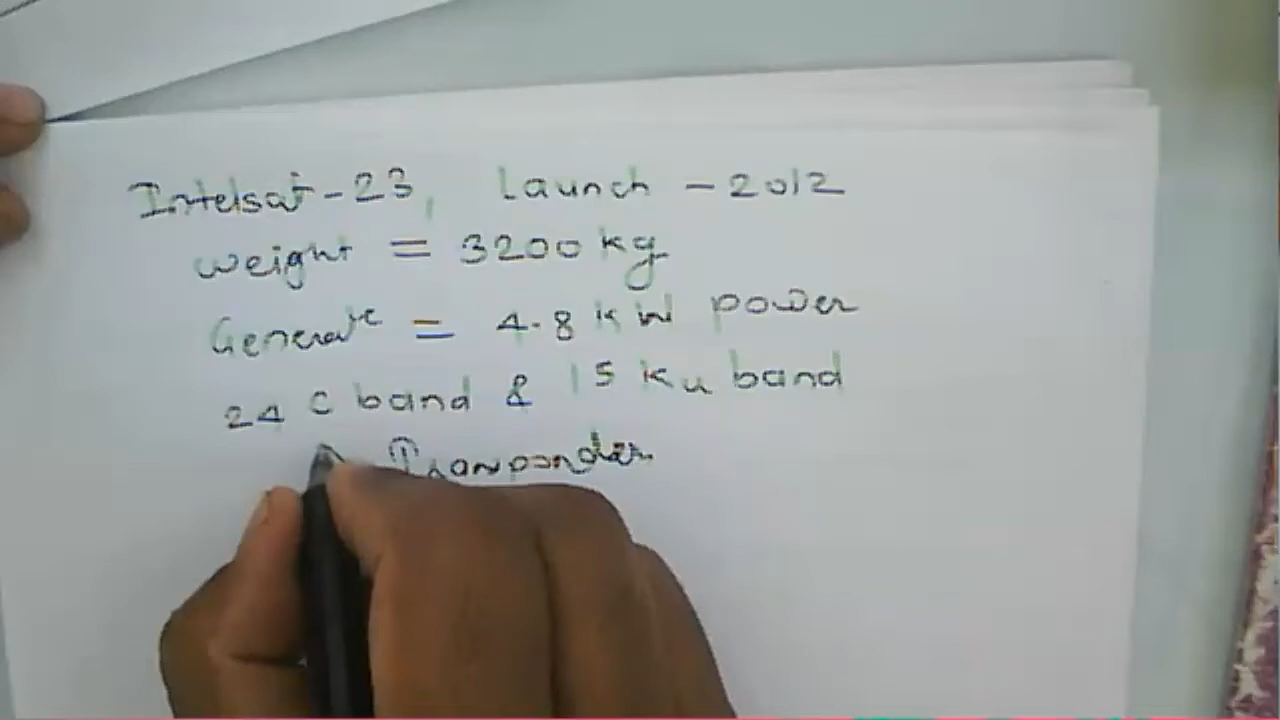 Intelsat - 23, Launch - 2012
weight = 3200 kg
Generate = 4.8 kW power
24 C band & 15 Ku band
Transponder